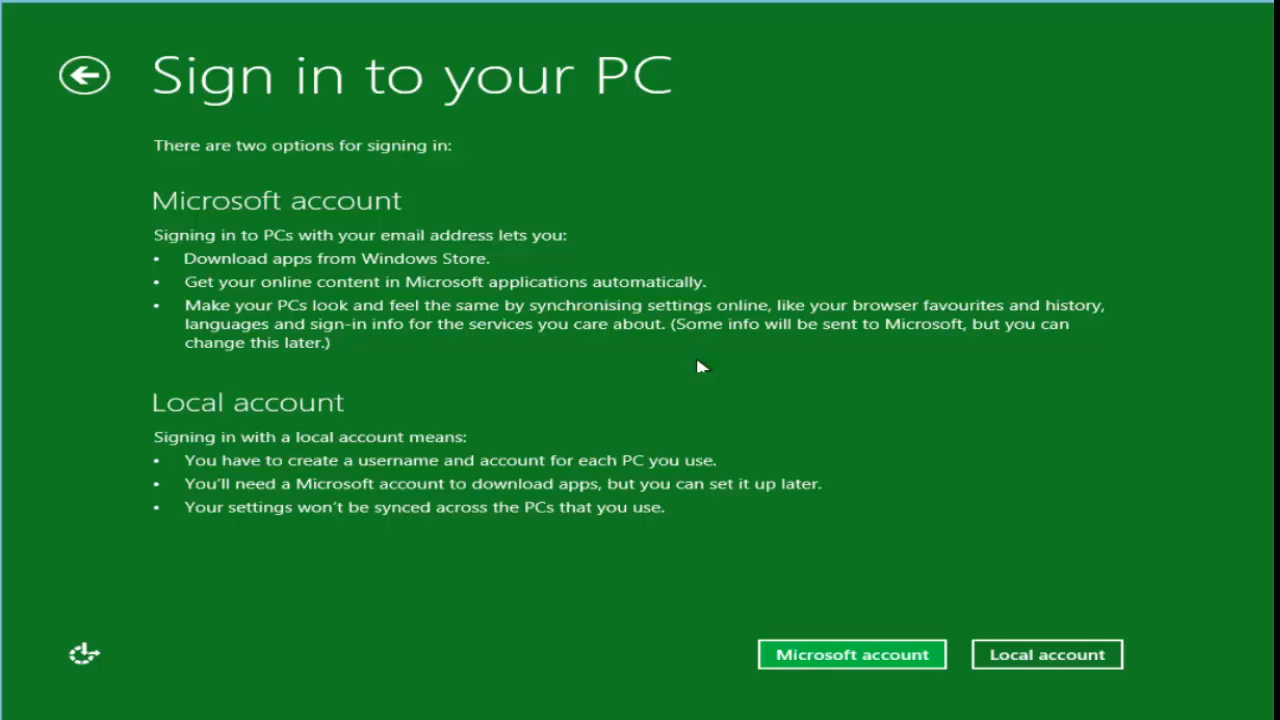 Sign in to your PC
There are two options for signing in:
Microsoft account
Signing in to PCs with your email address lets you:
• Download apps from Windows Store.
• Get your online content in Microsoft applications automatically.
• Make your PCs look and feel the same by synchronising settings online, like your browser favourites and history,
languages and sign-in info for the services you care about. (Some info will be sent to Microsoft, but you can
change this later.)
Local account
Signing in with a local account means:
• You have to create a username and account for each PC you use.
• You'll need a Microsoft account to download apps, but you can set it up later.
• Your settings won't be synced across the PCs that you use.
Microsoft account
Local account